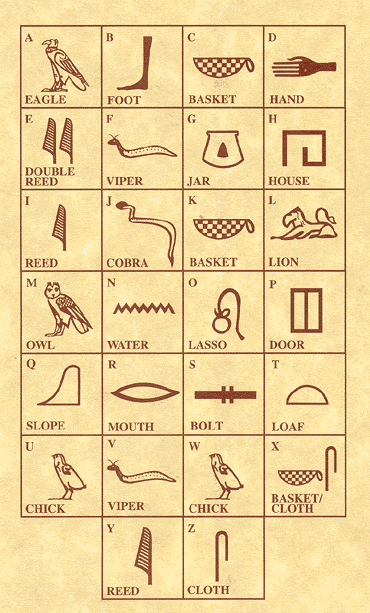 A B C D
EAGLE FOOT BASKET HAND
E F G H
DOUBLE
REED VIPER JAR HOUSE
I J K L
REED COBRA BASKET LION
M N O P
OWL WATER LASSO DOOR
Q R S T
SLOPE MOUTH BOLT LOAF
U V W X
CHICK VIPER CHICK BASKET/
CLOTH
Y Z
REED CLOTH